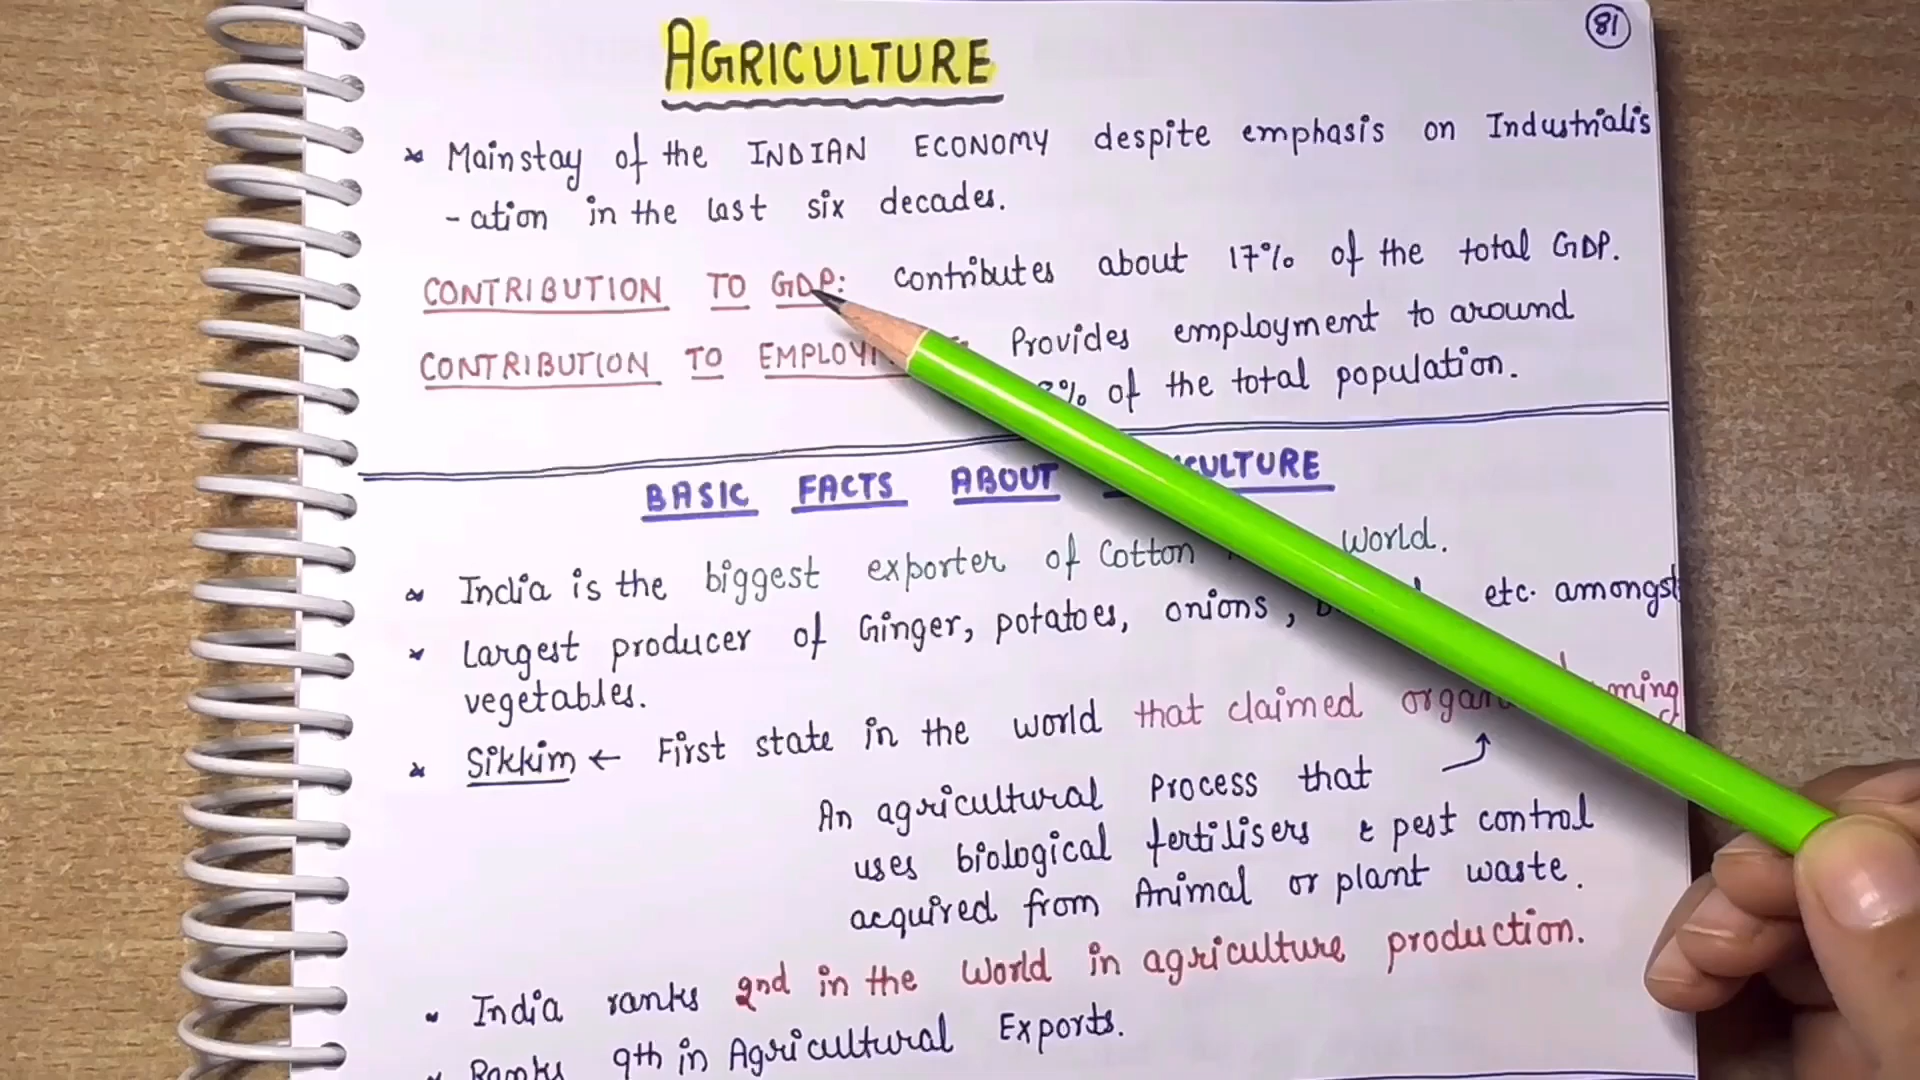 81
AGRICULTURE
Mainstay of the INDIAN ECONOMY despite emphasis on Industrialis
-ation in the last six decades.
CONTRIBUTION TO GDP: contributes about 17% of the total GDP.
CONTRIBUTION TO Provides employment to around
% of the total population.
BASIC FACTS ABOUT
India is the biggest exporter of Cotton world.
Largest producer of Ginger, potatoes, onions, etc. amongst
vegetables.
Sikkim ← First state in the world that claimed
An agricultural process that
uses biological fertilisers & pest control
acquired from Animal or plant waste.
India ranks 2nd in the World in agriculture production.
Ranks 9th in Agricultural Exports.